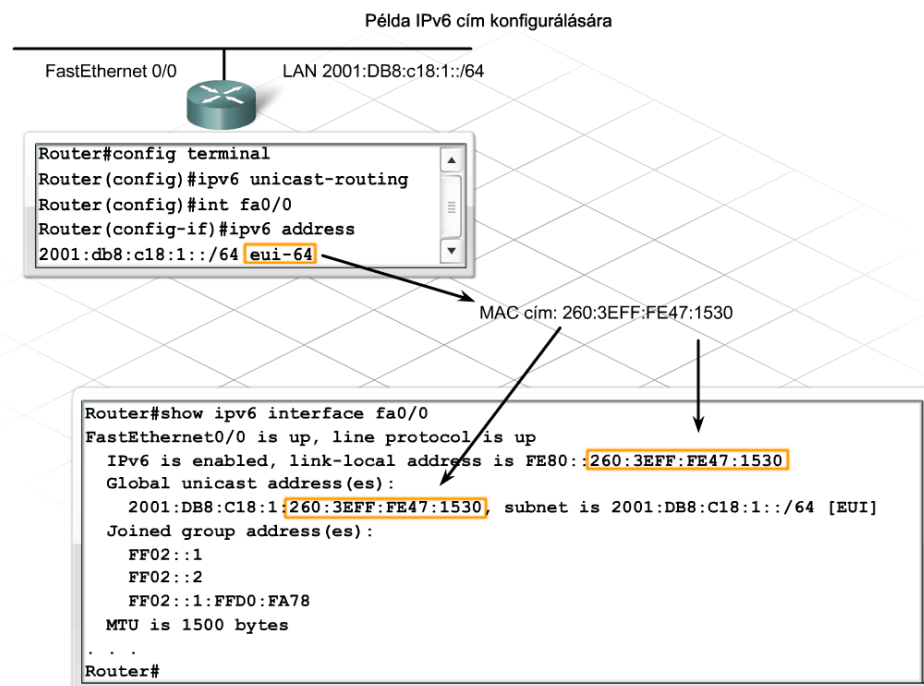 Példa IPv6 cím konfigurálására
FastEthernet 0/0
LAN 2001:DB8:c18:1::/64
Router#config terminal
Router(config)#ipv6 unicast-routing
Router(config)#int fa0/0
Router(config-if)#ipv6 address
2001:db8:c18:1::/64 eui-64
MAC cím: 260:3EFF:FE47:1530
Router#show ipv6 interface fa0/0
FastEthernet0/0 is up, line protocol is up
IPv6 is enabled, link-local address is FE80::260:3EFF:FE47:1530
Global unicast address(es):
2001:DB8:C18:1:260:3EFF:FE47:1530, subnet is 2001:DB8:C18:1::/64 [EUI]
Joined group address(es):
FF02::1
FF02::2
FF02::1:FFD0:FA78
MTU is 1500 bytes
. . .
Router#